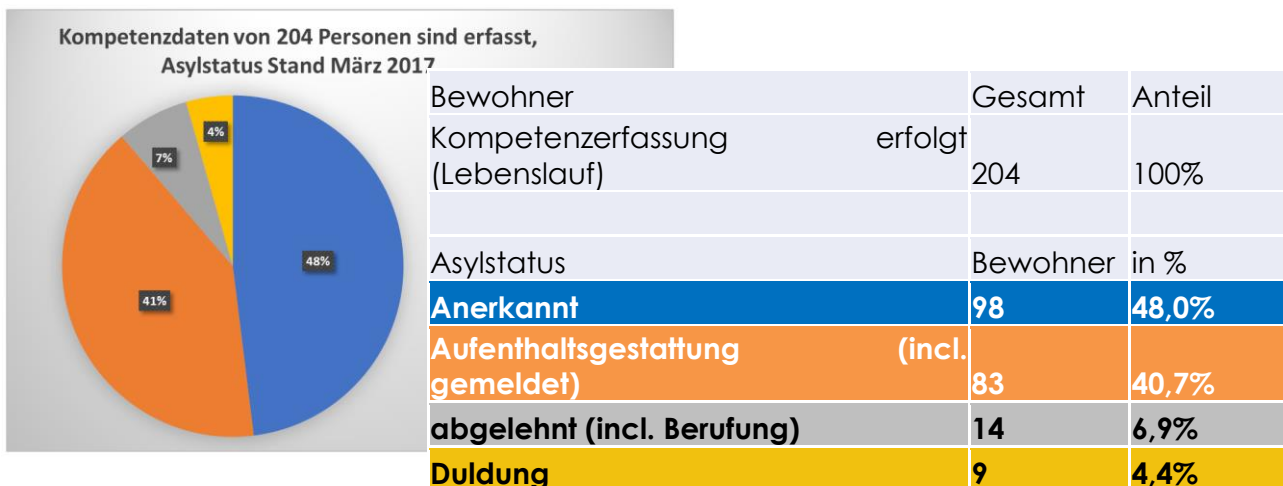 Kompetenzdaten von 204 Personen sind erfasst,
Asylstatus Stand März 2017
4%
7%
48%
41%
Bewohner Gesamt Anteil
Kompetenzerfassung erfolgt
(Lebenslauf) 204 100%
Asylstatus Bewohner in %
Anerkannt 98 48,0%
Aufenthaltsgestattung (incl.
gemeldet) 83 40,7%
abgelehnt (incl. Berufung) 14 6,9%
Duldung 9 4,4%